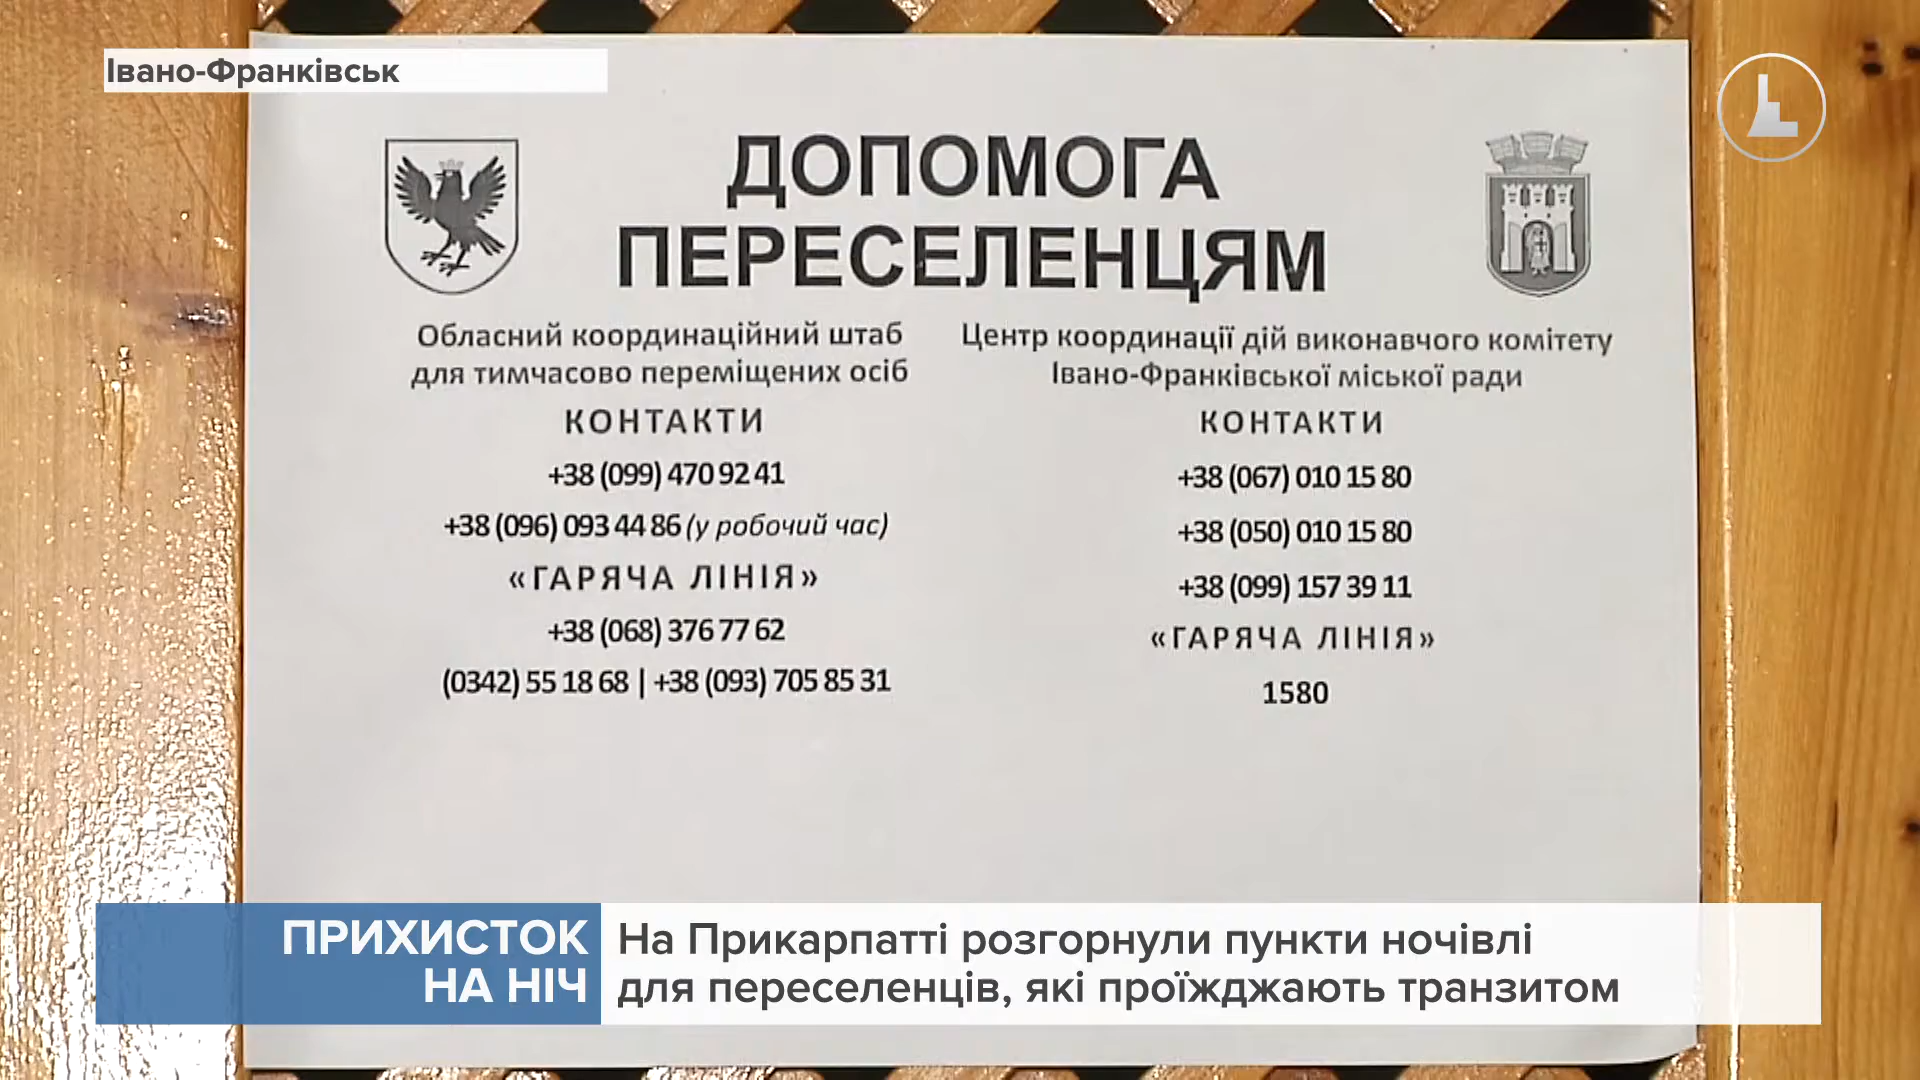 Івано-Франківськ
ДОПОМОГА
ПЕРЕСЕЛЕНЦЯМ
Обласний координаційний штаб
для тимчасово переміщених осіб
КОНТАКТИ
+38 (099) 470 92 41
+38 (096) 093 44 86 (у робочий час)
«ГАРЯЧА ЛІНІЯ»
+38 (068) 376 77 62
(0342) 55 18 68 | +38 (093) 705 85 31
Центр координації дій виконавчого комітету
Івано-Франківської міської ради
КОНТАКТИ
+38 (067) 010 15 80
+38 (050) 010 15 80
+38 (099) 157 39 11
«ГАРЯЧА ЛІНІЯ»
1580
ПРИХИСТОК
НА НІЧ
На Прикарпатті розгорнули пункти ночівлі
для переселенців, які проїжджають транзитом